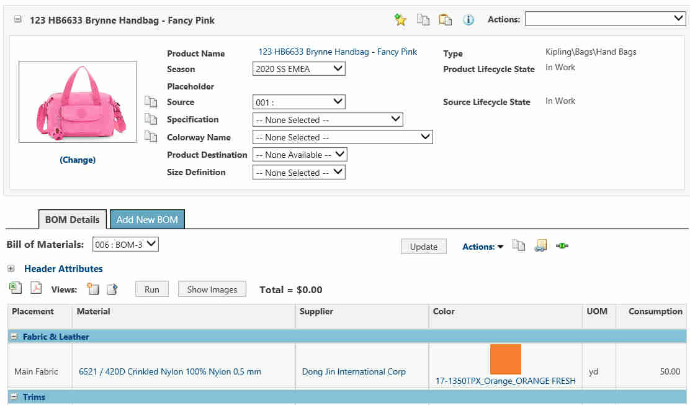 123 HB6633 Brynne Handbag - Fancy Pink
Actions:
Product Name 123 HB6633 Brynne Handbag - Fancy Pink Type Kipling\Bags\Hand Bags
Season 2020 SS EMEA Product Lifecycle State In Work
Placeholder
Source 001 : Source Lifecycle State In Work
Specification -- None Selected --
(Change) Colorway Name -- None Selected --
Product Destination -- None Available --
Size Definition -- None Selected --
BOM Details Add New BOM
Bill of Materials: 006 : BOM-3 Update Actions:
Header Attributes
Views: Run Show Images Total = $0.00
Placement Material Supplier Color UOM Consumption
Fabric & Leather
Main Fabric 6521 / 420D Crinkled Nylon 100% Nylon 0.5 mm Dong Jin International Corp 17-1350TPX_Orange_ORANGE FRESH yd 50.00
Trims